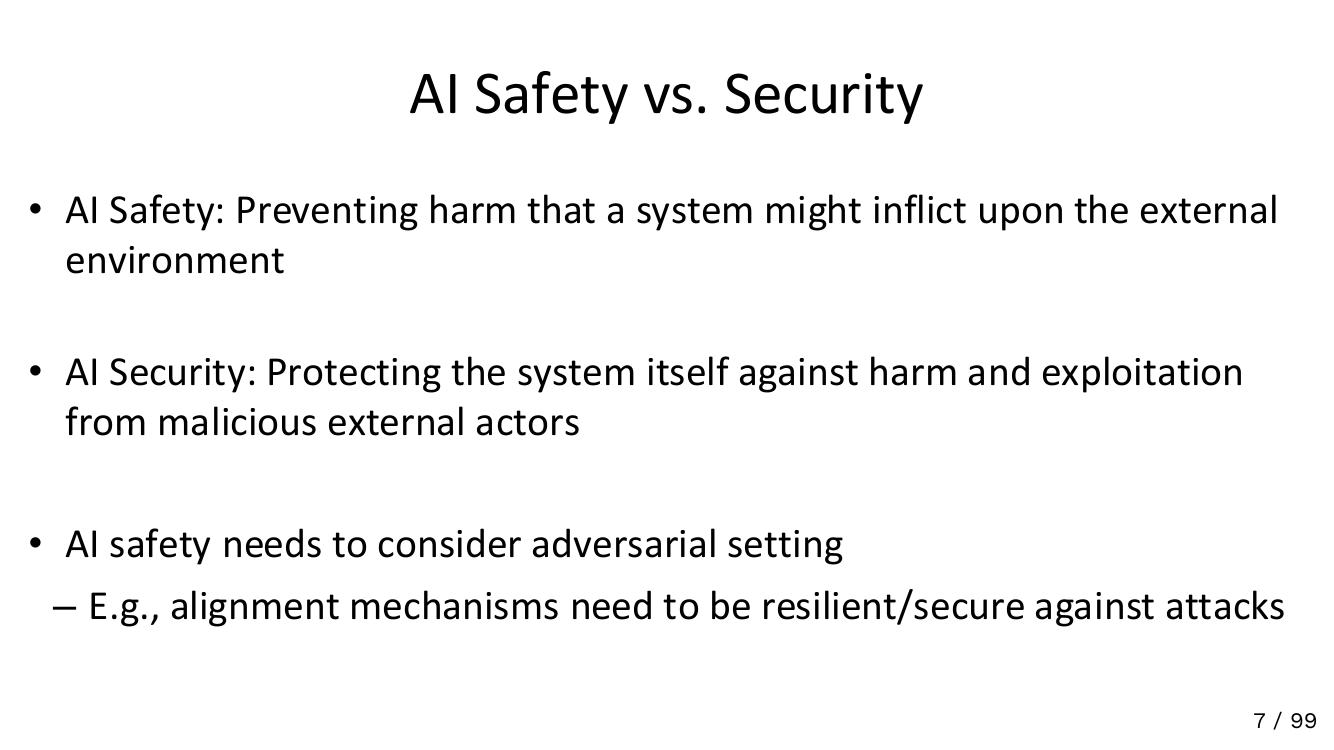 AI Safety vs. Security
• AI Safety: Preventing harm that a system might inflict upon the external
environment
• AI Security: Protecting the system itself against harm and exploitation
from malicious external actors
• AI safety needs to consider adversarial setting
– E.g., alignment mechanisms need to be resilient/secure against attacks
7 / 99